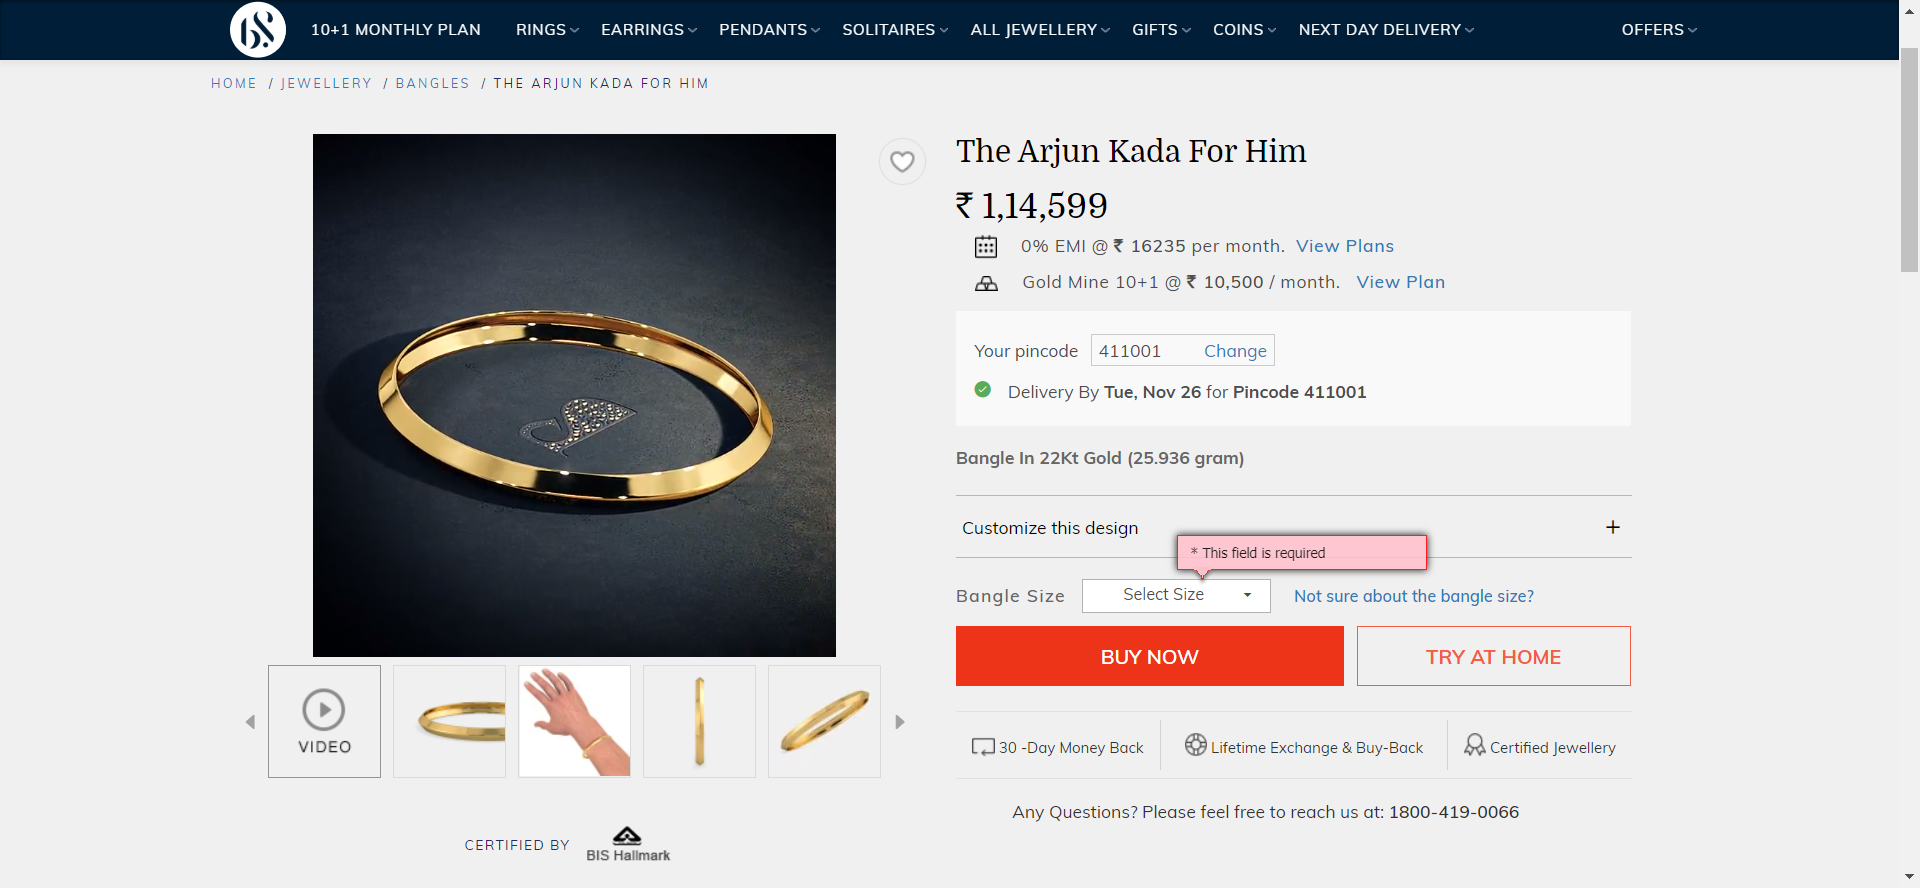 10+1 MONTHLY PLAN RINGS EARRINGS PENDANTS SOLITAIRES ALL JEWELLERY GIFTS COINS NEXT DAY DELIVERY OFFERS
HOME / JEWELLERY / BANGLES / THE ARJUN KADA FOR HIM
The Arjun Kada For Him
₹ 1,14,599
0% EMI @ ₹ 16235 per month. View Plans
Gold Mine 10+1 @ ₹ 10,500 / month. View Plan
Your pincode 411001 Change
Delivery By Tue, Nov 26 for Pincode 411001
Bangle In 22Kt Gold (25.936 gram)
Customize this design +
* This field is required
Bangle Size Select Size Not sure about the bangle size?
BUY NOW TRY AT HOME
VIDEO
30 -Day Money Back Lifetime Exchange & Buy-Back Certified Jewellery
Any Questions? Please feel free to reach us at: 1800-419-0066
CERTIFIED BY BIS Hallmark